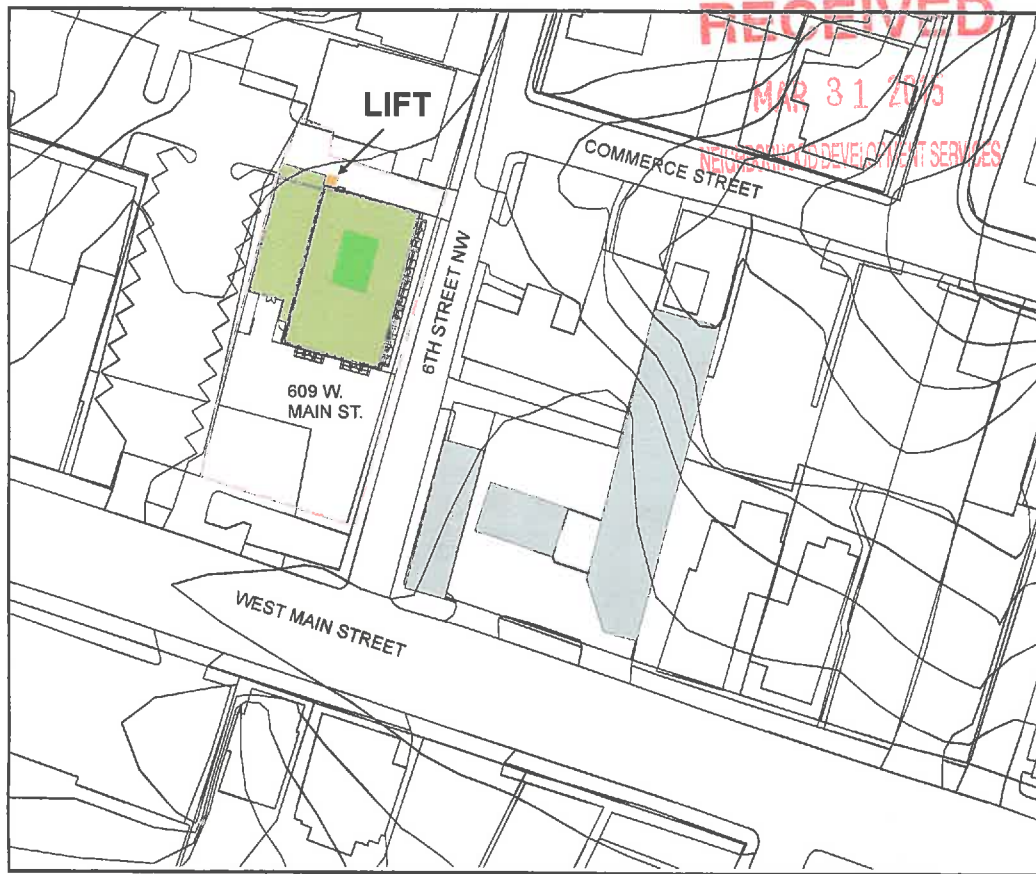 RECEIVED
MAR 31 2015
NEIGHBORHOOD DEVELOPMENT SERVICES
LIFT
COMMERCE STREET
6TH STREET NW
609 W.
MAIN ST.
WEST MAIN STREET